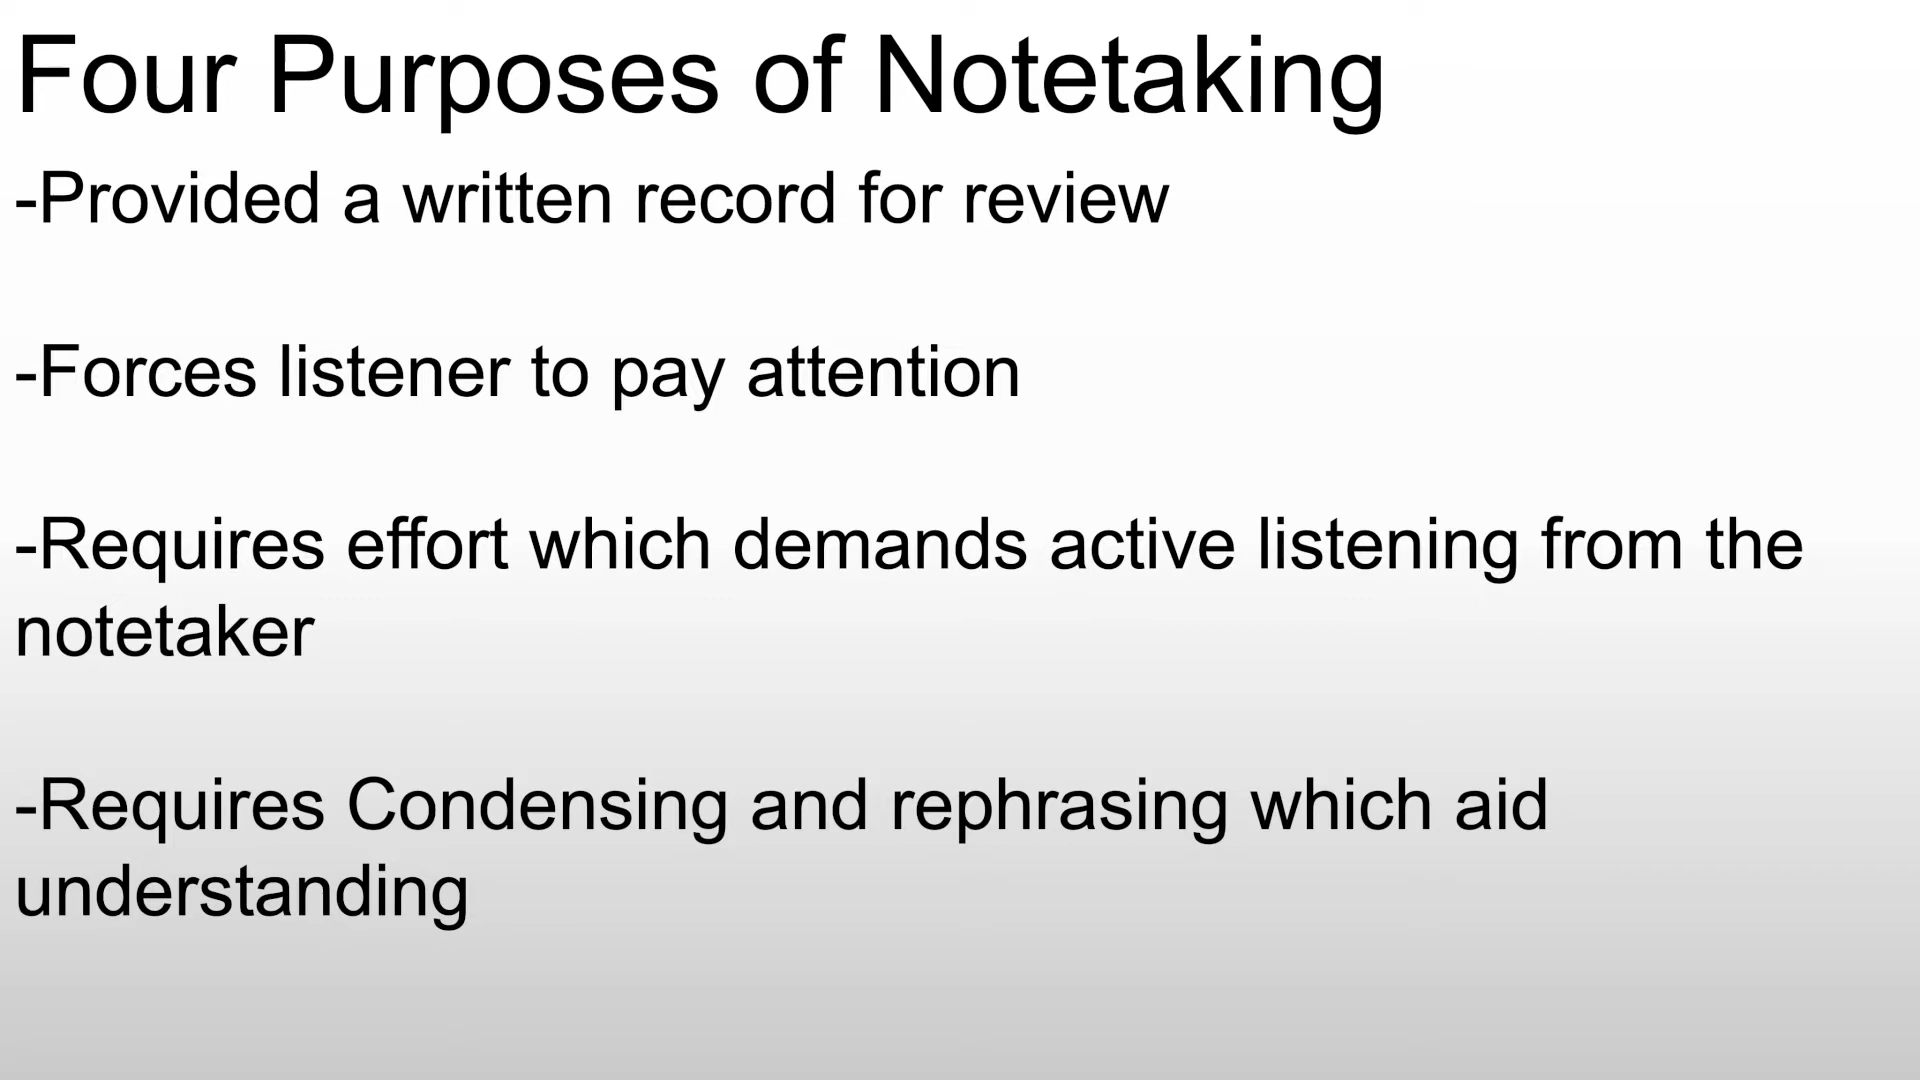 Four Purposes of Notetaking
-Provided a written record for review
-Forces listener to pay attention
-Requires effort which demands active listening from the
notetaker
-Requires Condensing and rephrasing which aid
understanding